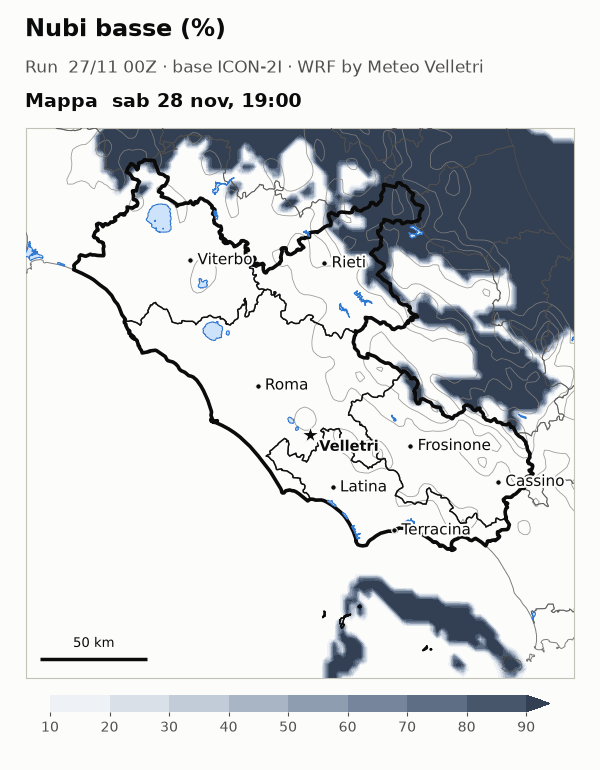 Nubi basse (%)
Run 27/11 00Z · base ICON-2I · WRF by Meteo Velletri
Mappa sab 28 nov, 19:00
Viterbo
Rieti
Roma
Velletri
Frosinone
Latina
Cassino
Terracina
50 km
10 20 30 40 50 60 70 80 90